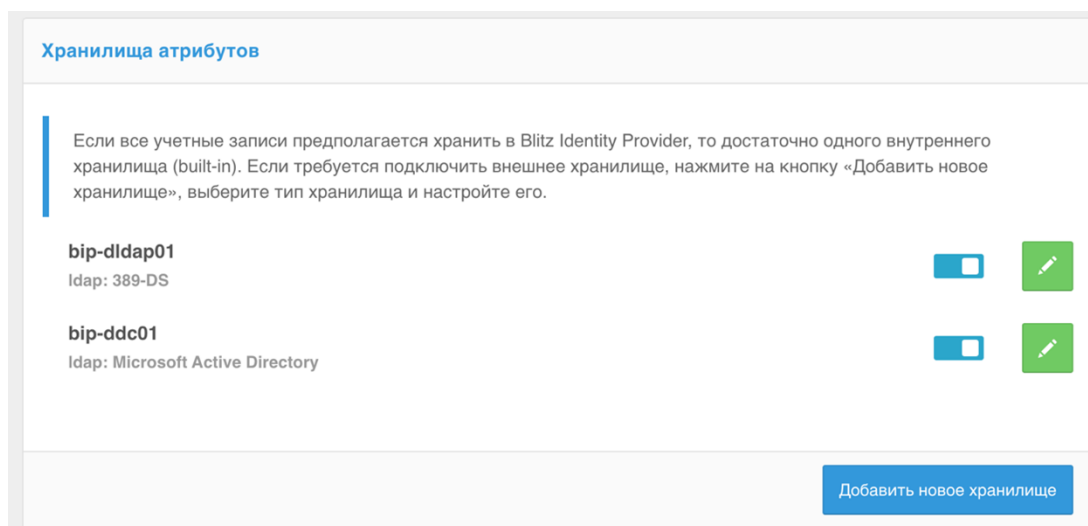 Хранилища атрибутов
Если все учетные записи предполагается хранить в Blitz Identity Provider, то достаточно одного внутреннего
хранилища (built-in). Если требуется подключить внешнее хранилище, нажмите на кнопку «Добавить новое
хранилище», выберите тип хранилища и настройте его.
bip-dldap01
ldap: 389-DS
bip-ddc01
ldap: Microsoft Active Directory
Добавить новое хранилище